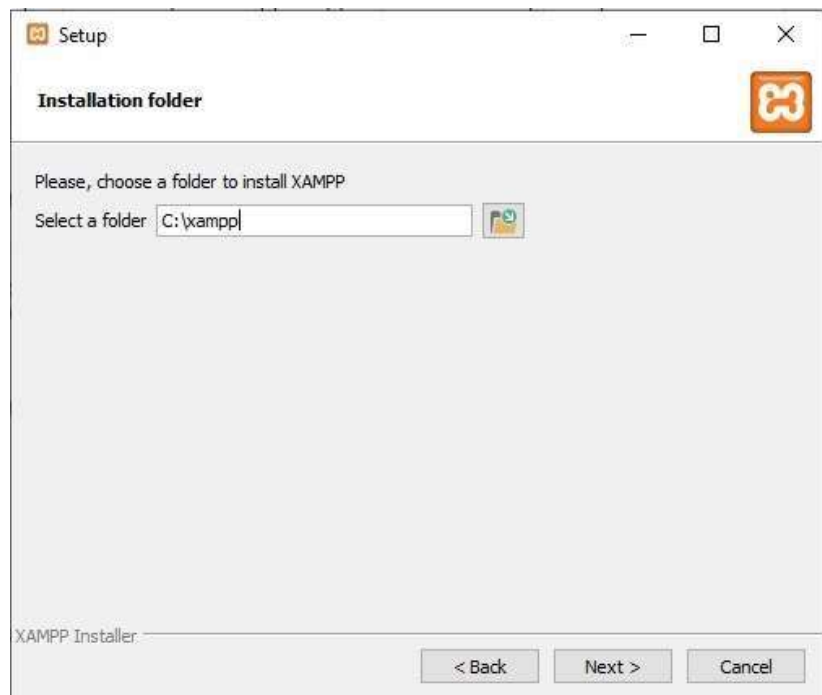 Setup
Installation folder
Please, choose a folder to install XAMPP
Select a folder C:\xampp
XAMPP Installer
< Back Next > Cancel